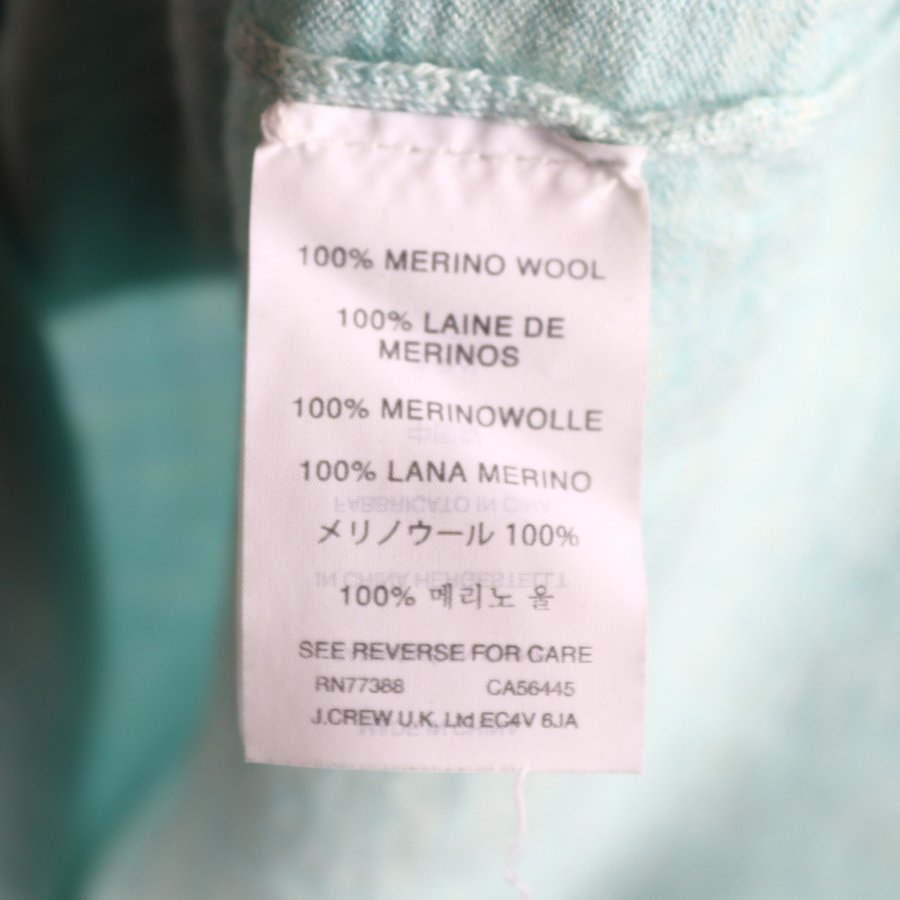 100% MERINO WOOL
100% LAINE DE
MERINOS
100% MERINOWOLLE
100% LANA MERINO
メリノウール 100%
100% 메리노 울
SEE REVERSE FOR CARE
RN77388 CA56445
J.CREW U.K. Ltd EC4V 6JA